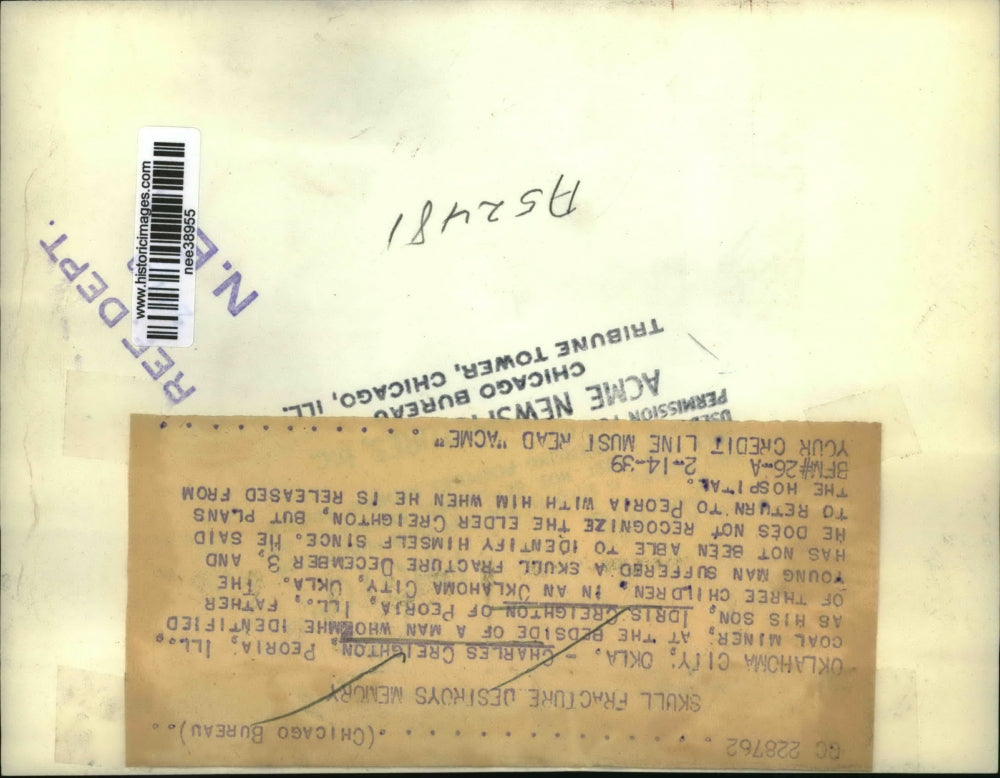 CC 228762 . . . . . . . . . . . . . . . (CHICAGO BUREAU)..
SKULL FRACTURE DESTROYS MEMORY
OKLAHOMA CITY, OKLA. - CHARLES CREIGHTON, PEORIA, ILL.,
COAL MINER, AT THE BEDSIDE OF A MAN WHOM HE IDENTIFIED
AS HIS SON, IDRIS CREIGHTON OF PEORIA, ILL., FATHER
OF THREE CHILDREN, IN AN OKLAHOMA CITY, OKLA. THE
YOUNG MAN SUFFERED A SKULL FRACTURE DECEMBER 3, AND
HAS NOT BEEN ABLE TO IDENTIFY HIMSELF SINCE. HE SAID
HE DOES NOT RECOGNIZE THE ELDER CREIGHTON, BUT PLANS
TO RETURN TO PEORIA WITH HIM WHEN HE IS RELEASED FROM
THE HOSPITAL.
BFM#26-A 2-14-39
YOUR CREDIT LINE MUST READ "ACME" . . . . . . . . . . . .
USED
PERMISSION
ACME
CHICAGO BUREAU
TRIBUNE TOWER, CHICAGO, ILL.
A52481
REF DEPT.
N.E
www.historicimages.com
nee38955